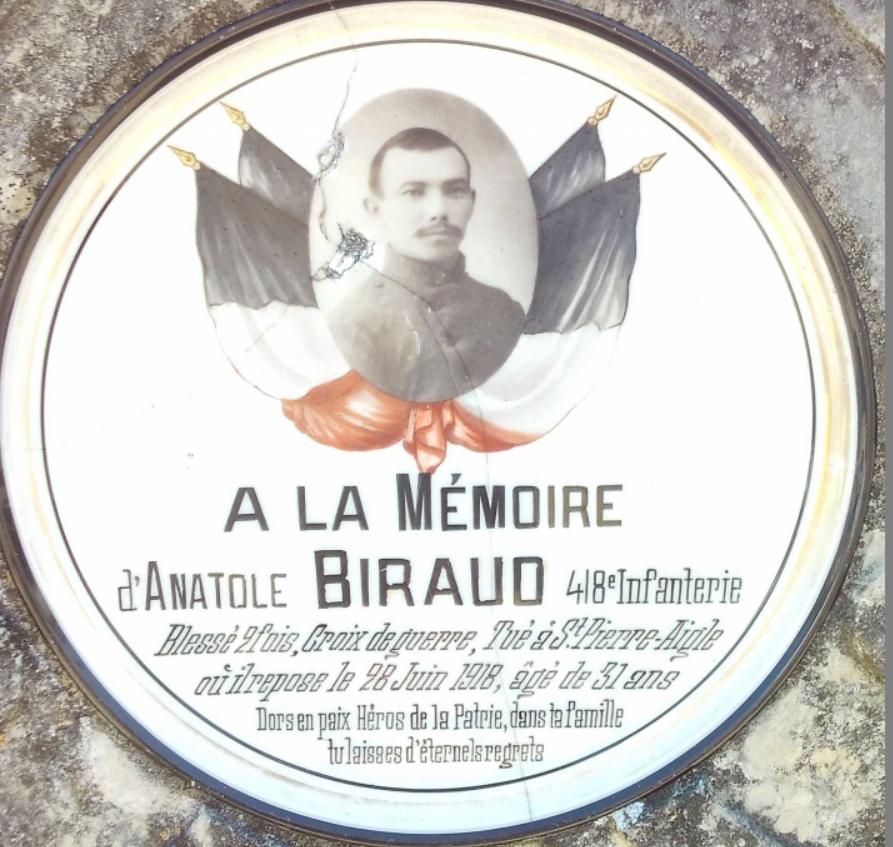 A LA MÉMOIRE
d'ANATOLE BIRAUD 418e Infanterie
Blessé 2 fois, Croix de guerre, Tué à St Pierre-Aigle
où il repose le 28 Juin 1918, âgé de 31 ans
Dors en paix Héros de la Patrie, dans ta famille
tu laisses d'éternels regrets